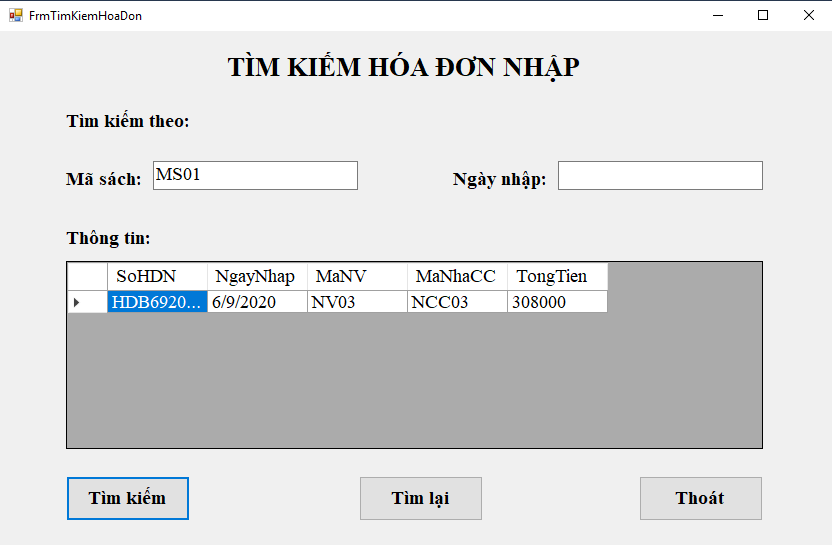 FrmTimKiemHoaDon
TÌM KIẾM HÓA ĐƠN NHẬP
Tìm kiếm theo:
Mã sách: MS01 Ngày nhập:
Thông tin:
SoHDN NgayNhap MaNV MaNhaCC TongTien
HDB6920... 6/9/2020 NV03 NCC03 308000
Tìm kiếm Tìm lại Thoát